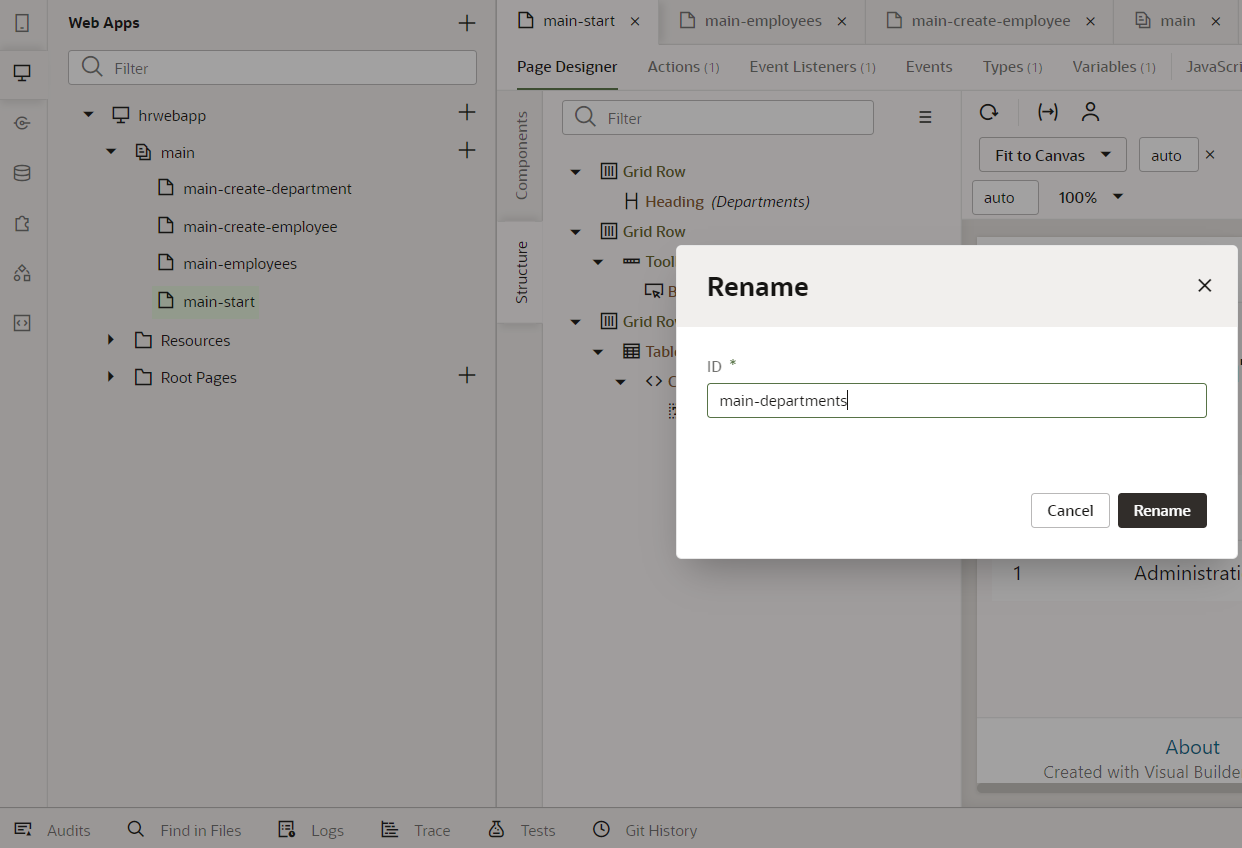 Web Apps
Filter
hrwebapp
main
main-create-department
main-create-employee
main-employees
main-start
Resources
Root Pages
main-start
main-employees
main-create-employee
main
Page Designer
Actions (1)
Event Listeners (1)
Events
Types (1)
Variables (1)
JavaScri
Components
Structure
Filter
Grid Row
Heading (Departments)
Grid Row
Tool
B
Grid Ro
Tabl
C
Fit to Canvas
auto
auto
100%
Rename
ID *
main-departments
Cancel
Rename
1 Administrati
About
Created with Visual Builde
Audits
Find in Files
Logs
Trace
Tests
Git History